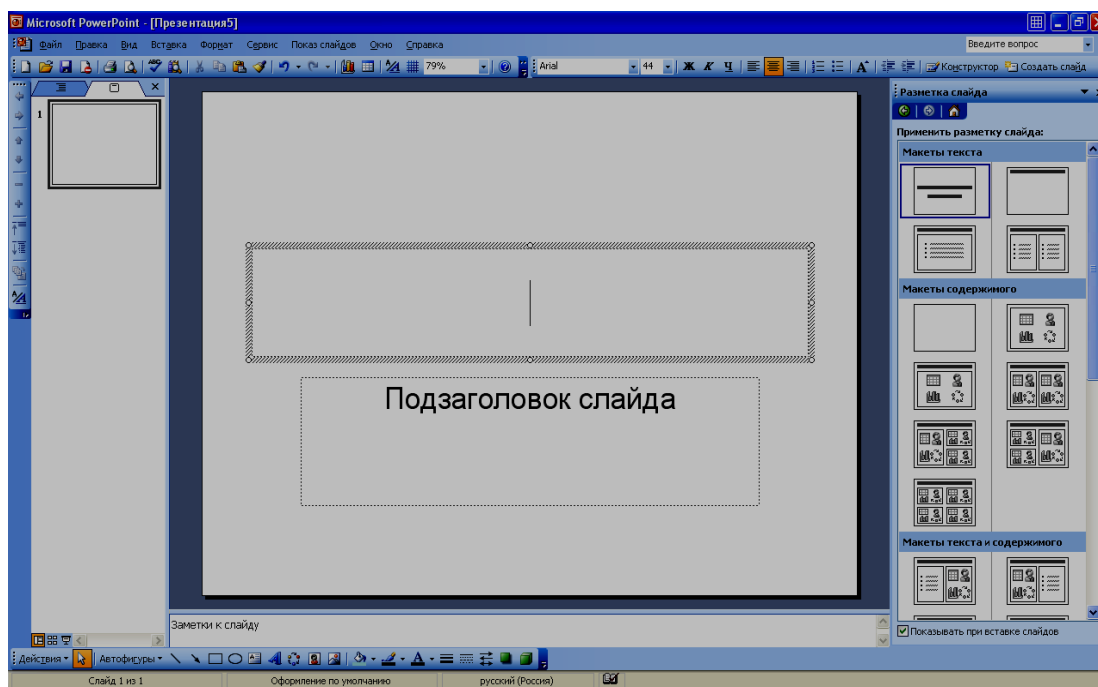 Microsoft PowerPoint - [Презентация5]
Файл Правка Вид Вставка Формат Сервис Показ слайдов Окно Справка Введите вопрос
79% Arial 44 Ж К Ч Конструктор Создать слайд
Разметка слайда
1
Применить разметку слайда:
Макеты текста
Макеты содержимого
Подзаголовок слайда
Макеты текста и содержимого
Заметки к слайду
Показывать при вставке слайдов
Действия Автофигуры
Слайд 1 из 1 Оформление по умолчанию русский (Россия)